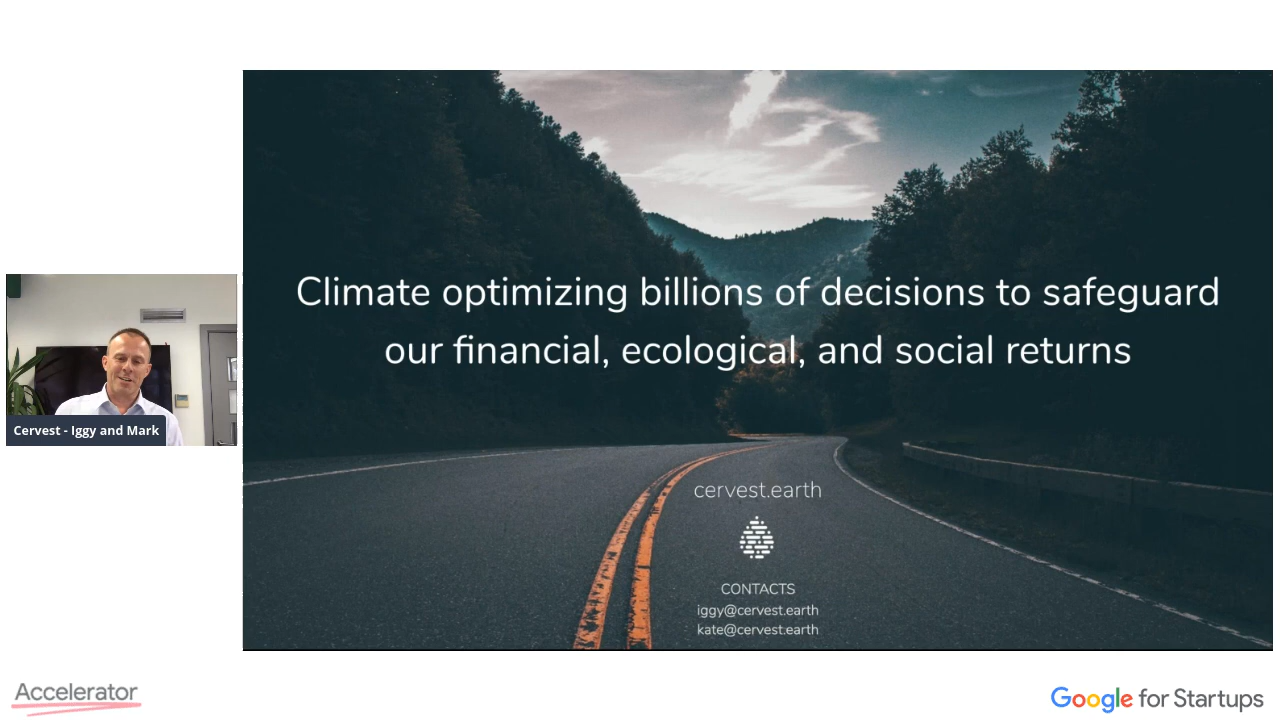 Climate optimizing billions of decisions to safeguard
our financial, ecological, and social returns
Cervest - Iggy and Mark
cervest.earth
CONTACTS
iggy@cervest.earth
kate@cervest.earth
Accelerator
Google for Startups